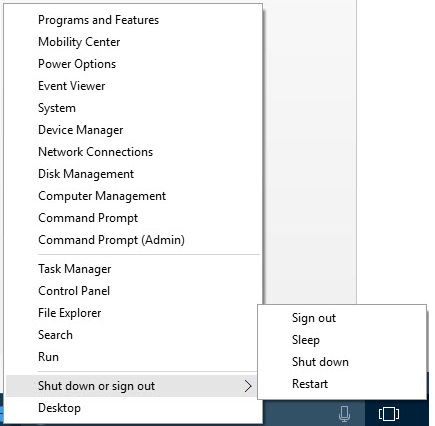 Programs and Features
Mobility Center
Power Options
Event Viewer
System
Device Manager
Network Connections
Disk Management
Computer Management
Command Prompt
Command Prompt (Admin)
Task Manager
Control Panel
File Explorer
Search
Run
Shut down or sign out
Desktop
Sign out
Sleep
Shut down
Restart